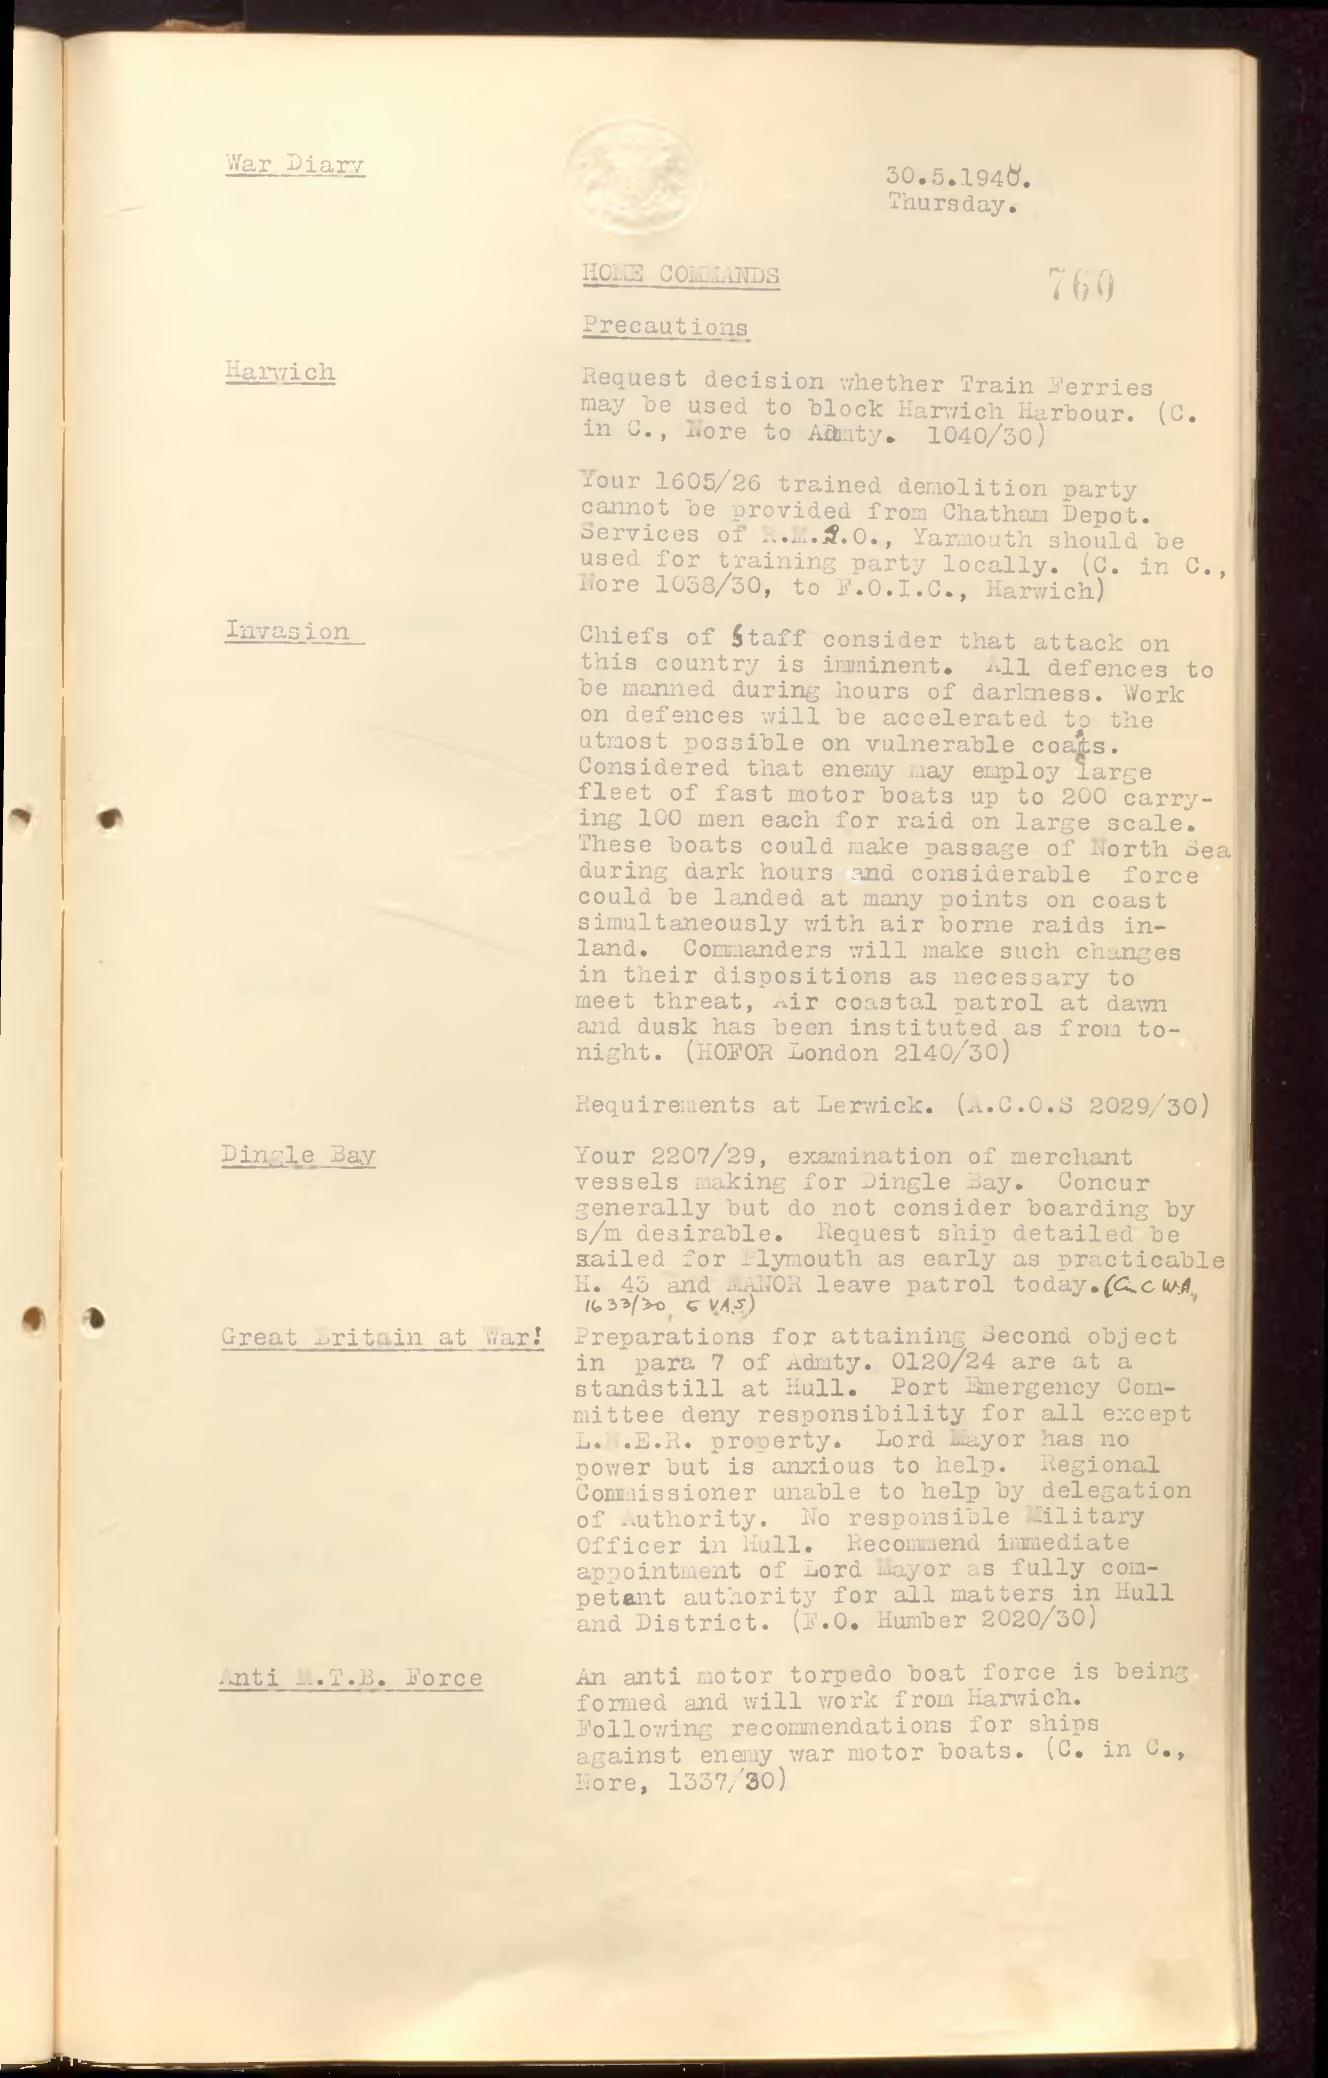 War Diary
30.5.1940.
Thursday.
HOME COMMANDS
760
Precautions
Harwich
Request decision whether Train Ferries
may be used to block Harwich Harbour. (C.
in C., Nore to Admty. 1040/30)
Your 1605/26 trained demolition party
cannot be provided from Chatham Depot.
Services of R.M.S.O., Yarmouth should be
used for training party locally. (C. in C.,
Nore 1038/30, to F.O.I.C., Harwich)
Invasion
Chiefs of Staff consider that attack on
this country is imminent. All defences to
be manned during hours of darkness. Work
on defences will be accelerated to the
utmost possible on vulnerable coasts.
Considered that enemy may employ large
fleet of fast motor boats up to 200 carry-
ing 100 men each for raid on large scale.
These boats could make passage of North Sea
during dark hours and considerable force
could be landed at many points on coast
simultaneously with air borne raids in-
land. Commanders will make such changes
in their dispositions as necessary to
meet threat, Air coastal patrol at dawn
and dusk has been instituted as from to-
night. (HOFOR London 2140/30)
Requirements at Lerwick. (A.C.O.S 2029/30)
Dingle Bay
Your 2207/29, examination of merchant
vessels making for Dingle Bay. Concur
generally but do not consider boarding by
s/m desirable. Request ship detailed be
sailed for Plymouth as early as practicable
H. 43 and MANOR leave patrol today. (C.C W.A,
1633/30, to V.A.S)
Great Britain at War!
Preparations for attaining Second object
in para 7 of Admty. 0120/24 are at a
standstill at Hull. Port Emergency Com-
mittee deny responsibility for all except
L.N.E.R. property. Lord Mayor has no
power but is anxious to help. Regional
Commissioner unable to help by delegation
of Authority. No responsible Military
Officer in Hull. Recommend immediate
appointment of Lord Mayor as fully com-
petant authority for all matters in Hull
and District. (F.O. Humber 2020/30)
Anti M.T.B. Force
An anti motor torpedo boat force is being
formed and will work from Harwich.
Following recommendations for ships
against enemy war motor boats. (C. in C.,
Nore, 1337/30)